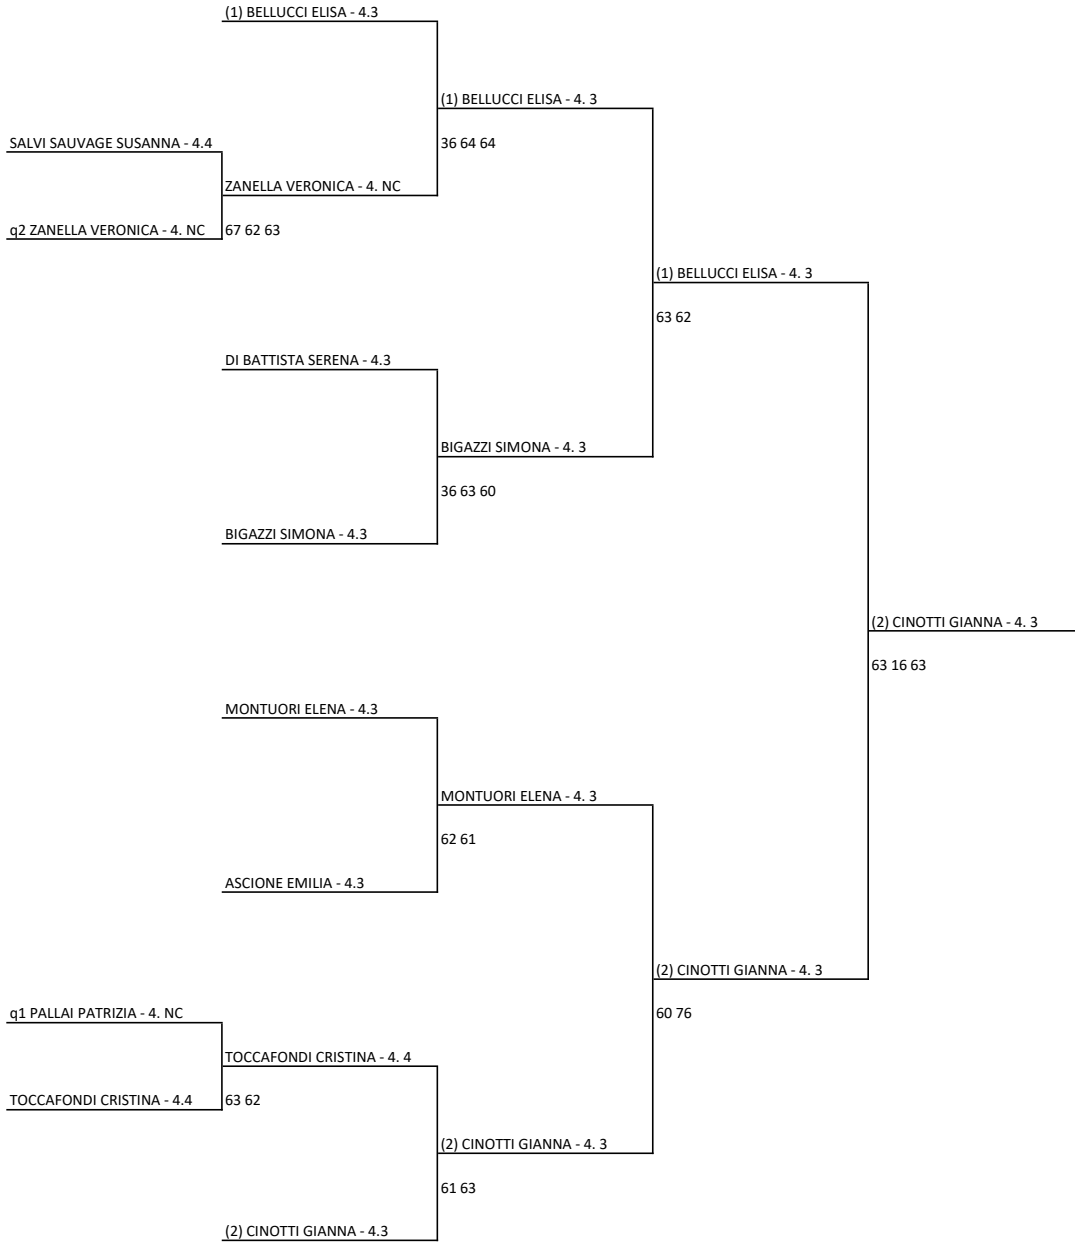 (1) BELLUCCI ELISA - 4.3
(1) BELLUCCI ELISA - 4. 3
SALVI SAUVAGE SUSANNA - 4.4
36 64 64
ZANELLA VERONICA - 4. NC
q2 ZANELLA VERONICA - 4. NC
67 62 63
(1) BELLUCCI ELISA - 4. 3
63 62
DI BATTISTA SERENA - 4.3
BIGAZZI SIMONA - 4. 3
36 63 60
BIGAZZI SIMONA - 4.3
(2) CINOTTI GIANNA - 4. 3
63 16 63
MONTUORI ELENA - 4.3
MONTUORI ELENA - 4. 3
62 61
ASCIONE EMILIA - 4.3
(2) CINOTTI GIANNA - 4. 3
q1 PALLAI PATRIZIA - 4. NC
60 76
TOCCAFONDI CRISTINA - 4. 4
TOCCAFONDI CRISTINA - 4.4
63 62
(2) CINOTTI GIANNA - 4. 3
61 63
(2) CINOTTI GIANNA - 4.3